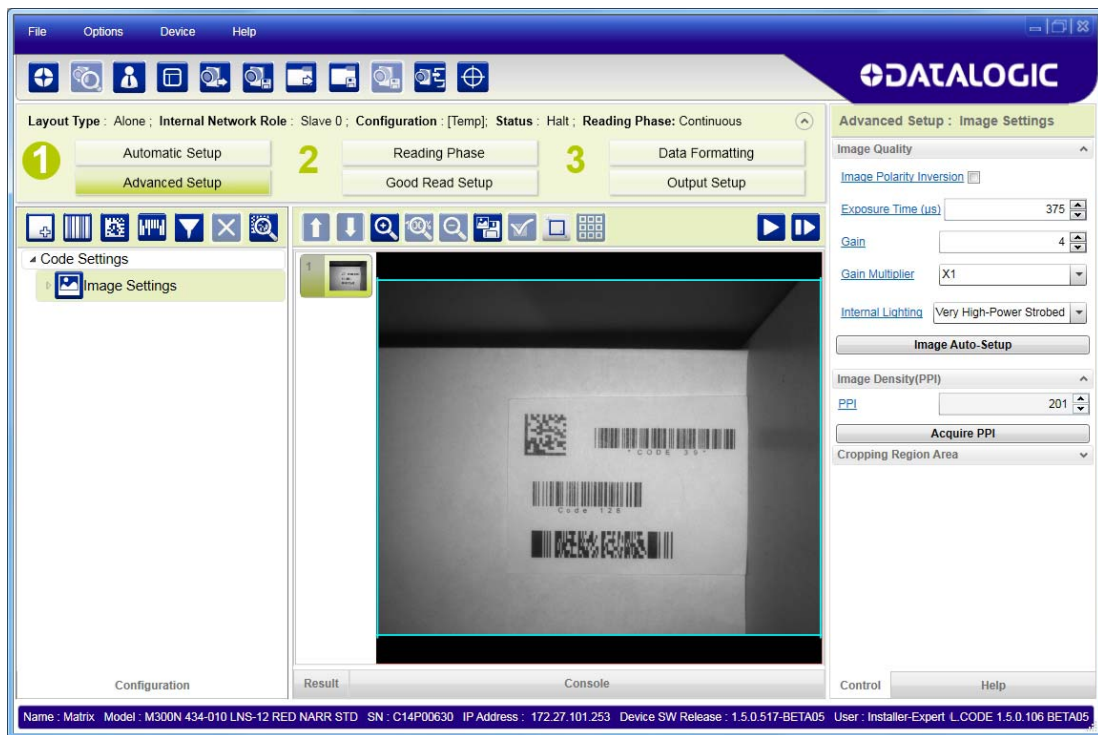 File Options Device Help
DATALOGIC
Layout Type : Alone ; Internal Network Role : Slave 0 ; Configuration : [Temp]; Status : Halt ; Reading Phase: Continuous
1 Automatic Setup 2 Reading Phase 3 Data Formatting
Advanced Setup Good Read Setup Output Setup
Code Settings
Image Settings
1
100%
*CODE 39*
Code 128
Configuration
Result Console
Advanced Setup : Image Settings
Image Quality
Image Polarity Inversion
Exposure Time (µs) 375
Gain 4
Gain Multiplier X1
Internal Lighting Very High-Power Strobed
Image Auto-Setup
Image Density(PPI)
PPI 201
Acquire PPI
Cropping Region Area
Control Help
Name : Matrix Model : M300N 434-010 LNS-12 RED NARR STD SN : C14P00630 IP Address : 172.27.101.253 Device SW Release : 1.5.0.517-BETA05 User : Installer-Expert L.CODE 1.5.0.106 BETA05